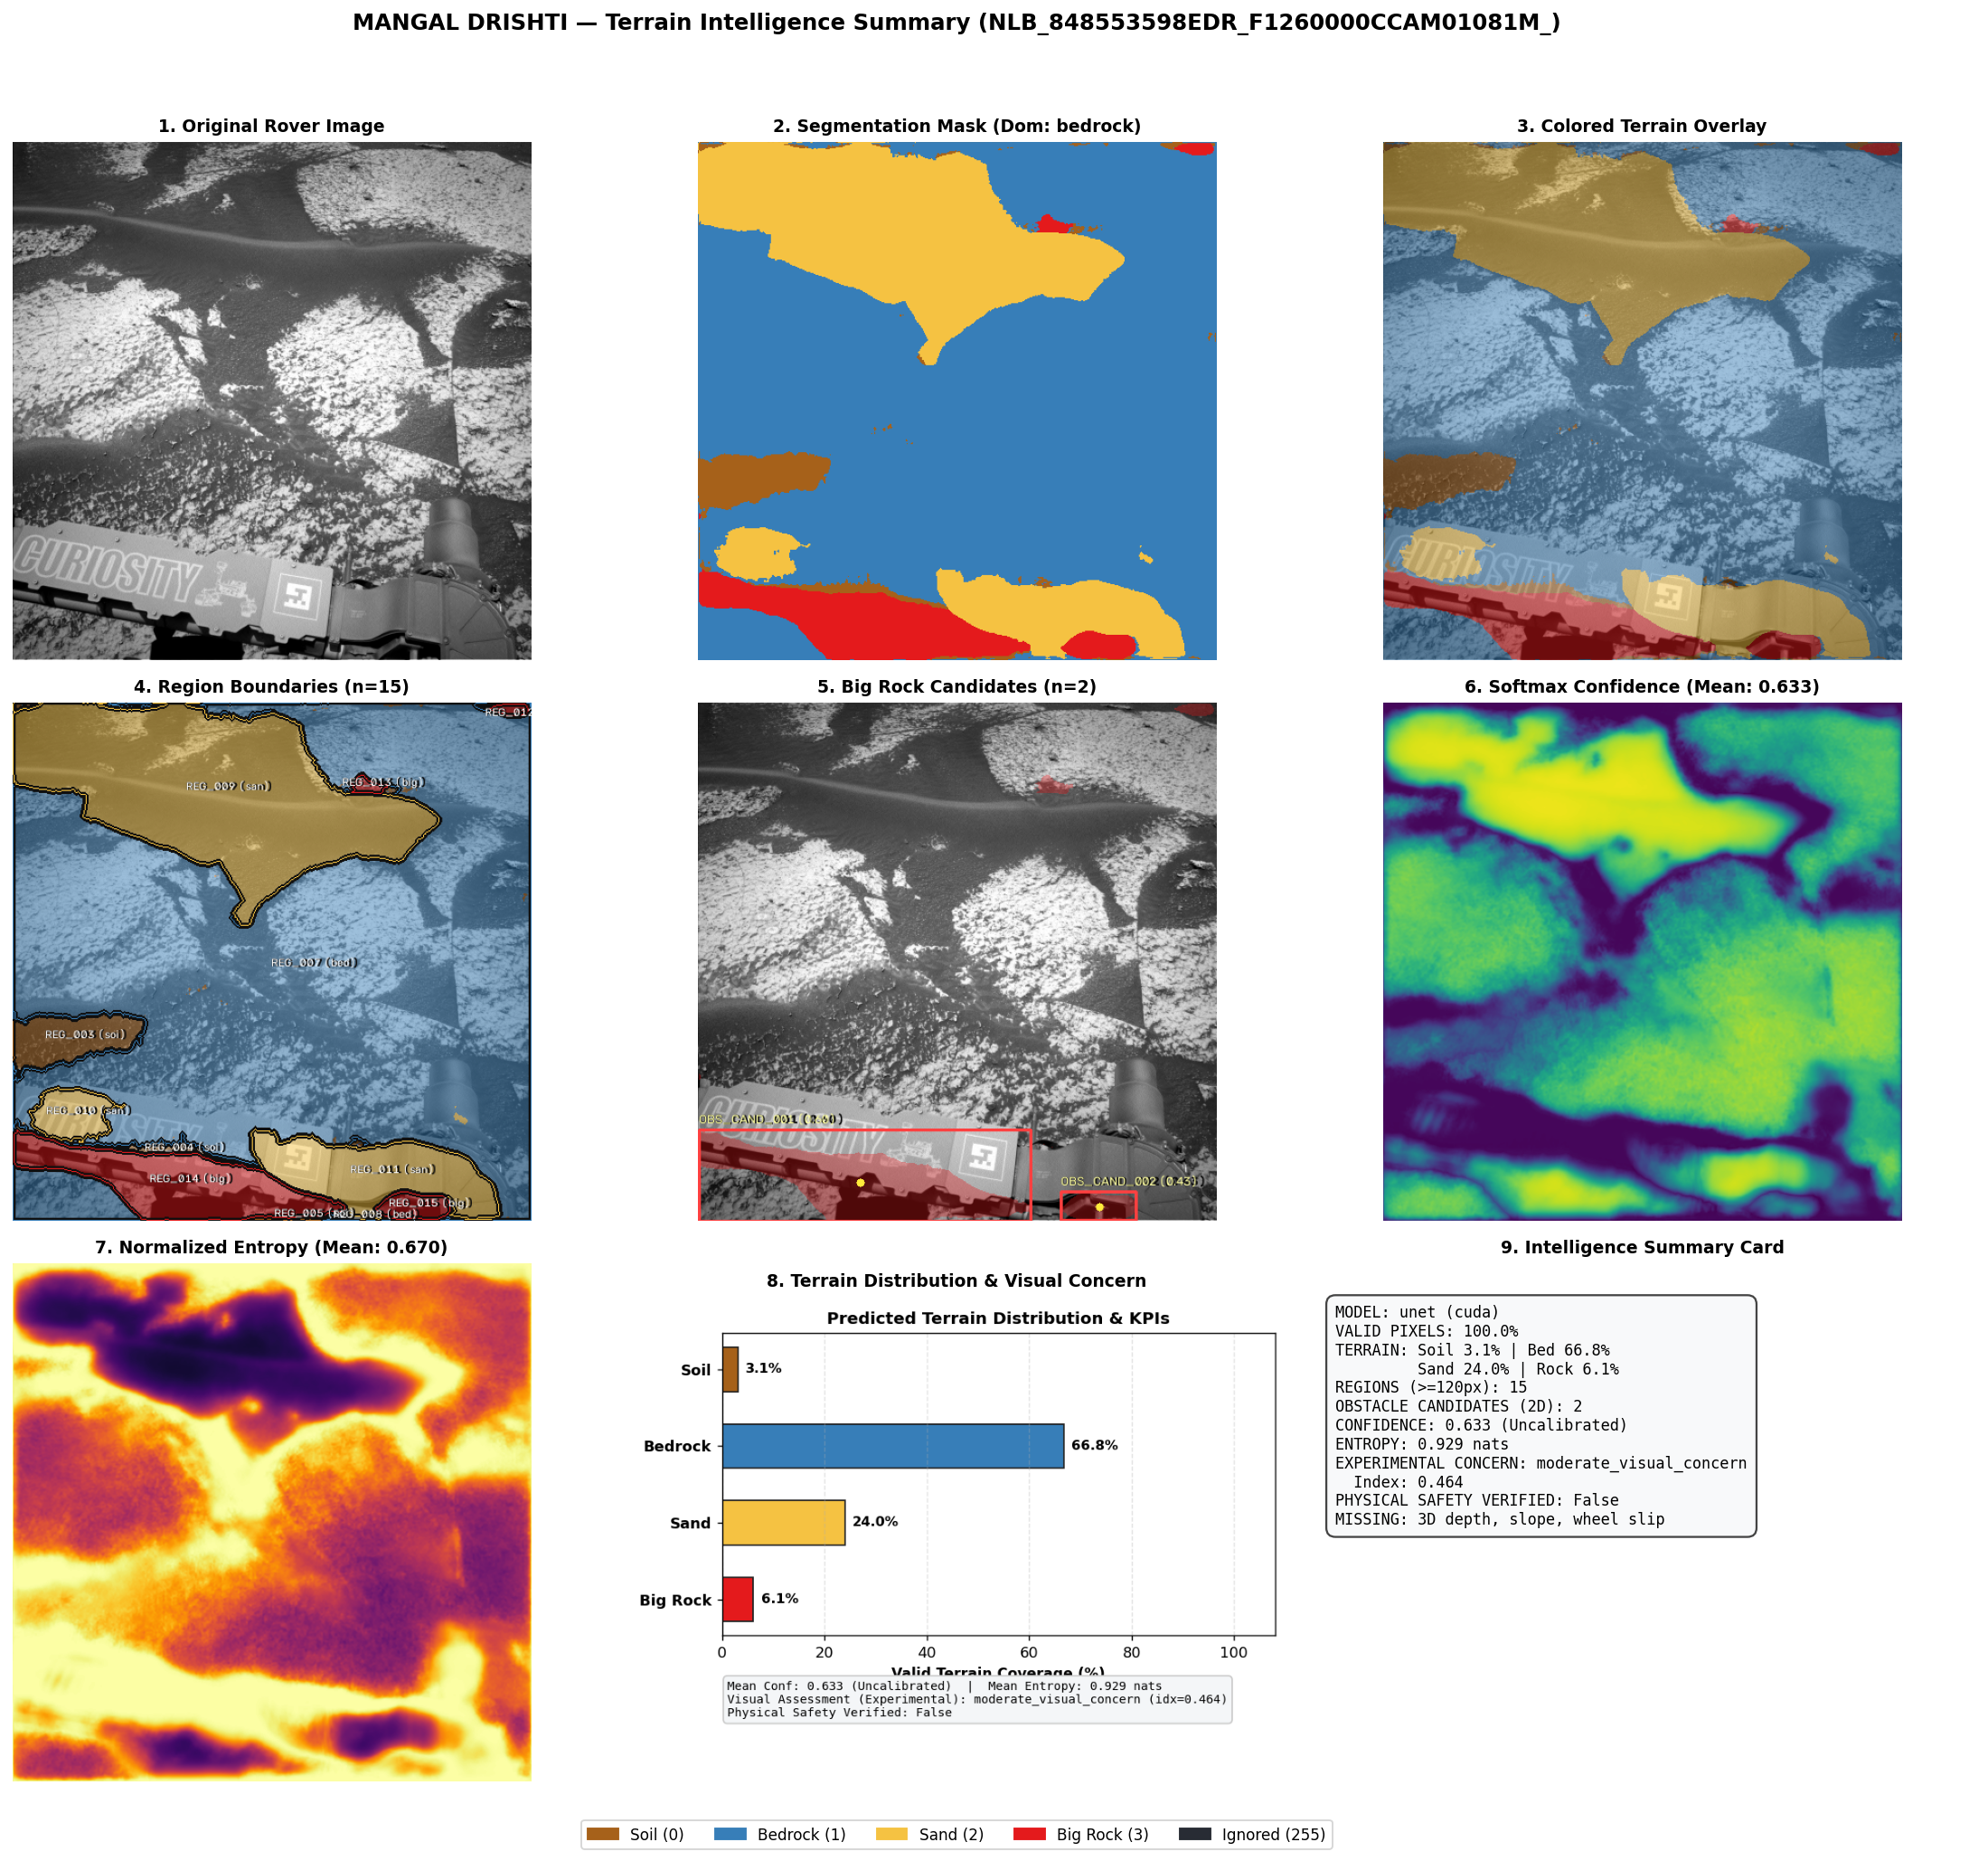 MANGAL DRISHTI — Terrain Intelligence Summary (NLB_848553598EDR_F1260000CCAM01081M_)
1. Original Rover Image
2. Segmentation Mask (Dom: bedrock)
3. Colored Terrain Overlay
CURIOSITY
CURIOSITY
4. Region Boundaries (n=15)
5. Big Rock Candidates (n=2)
6. Softmax Confidence (Mean: 0.633)
REG_012
REG_009 (san)
REG_013 (big)
REG_007 (bed)
REG_003 (soi)
REG_010 (san)
REG_004 (soi)
REG_011 (san)
REG_014 (big)
REG_015 (big)
REG_005
REG_008 (bed)
OBS_CAND_001
CURIOSITY
OBS_CAND_002 (0.43)
7. Normalized Entropy (Mean: 0.670)
8. Terrain Distribution & Visual Concern
Predicted Terrain Distribution & KPIs
Soil
3.1%
Bedrock
66.8%
Sand
24.0%
Big Rock
6.1%
0 20 40 60 80 100
Valid Terrain Coverage (%)
Mean Conf: 0.633 (Uncalibrated) | Mean Entropy: 0.929 nats
Visual Assessment (Experimental): moderate_visual_concern (idx=0.464)
Physical Safety Verified: False
9. Intelligence Summary Card
MODEL: unet (cuda)
VALID PIXELS: 100.0%
TERRAIN: Soil 3.1% | Bed 66.8%
Sand 24.0% | Rock 6.1%
REGIONS (>=120px): 15
OBSTACLE CANDIDATES (2D): 2
CONFIDENCE: 0.633 (Uncalibrated)
ENTROPY: 0.929 nats
EXPERIMENTAL CONCERN: moderate_visual_concern
Index: 0.464
PHYSICAL SAFETY VERIFIED: False
MISSING: 3D depth, slope, wheel slip
Soil (0)
Bedrock (1)
Sand (2)
Big Rock (3)
Ignored (255)